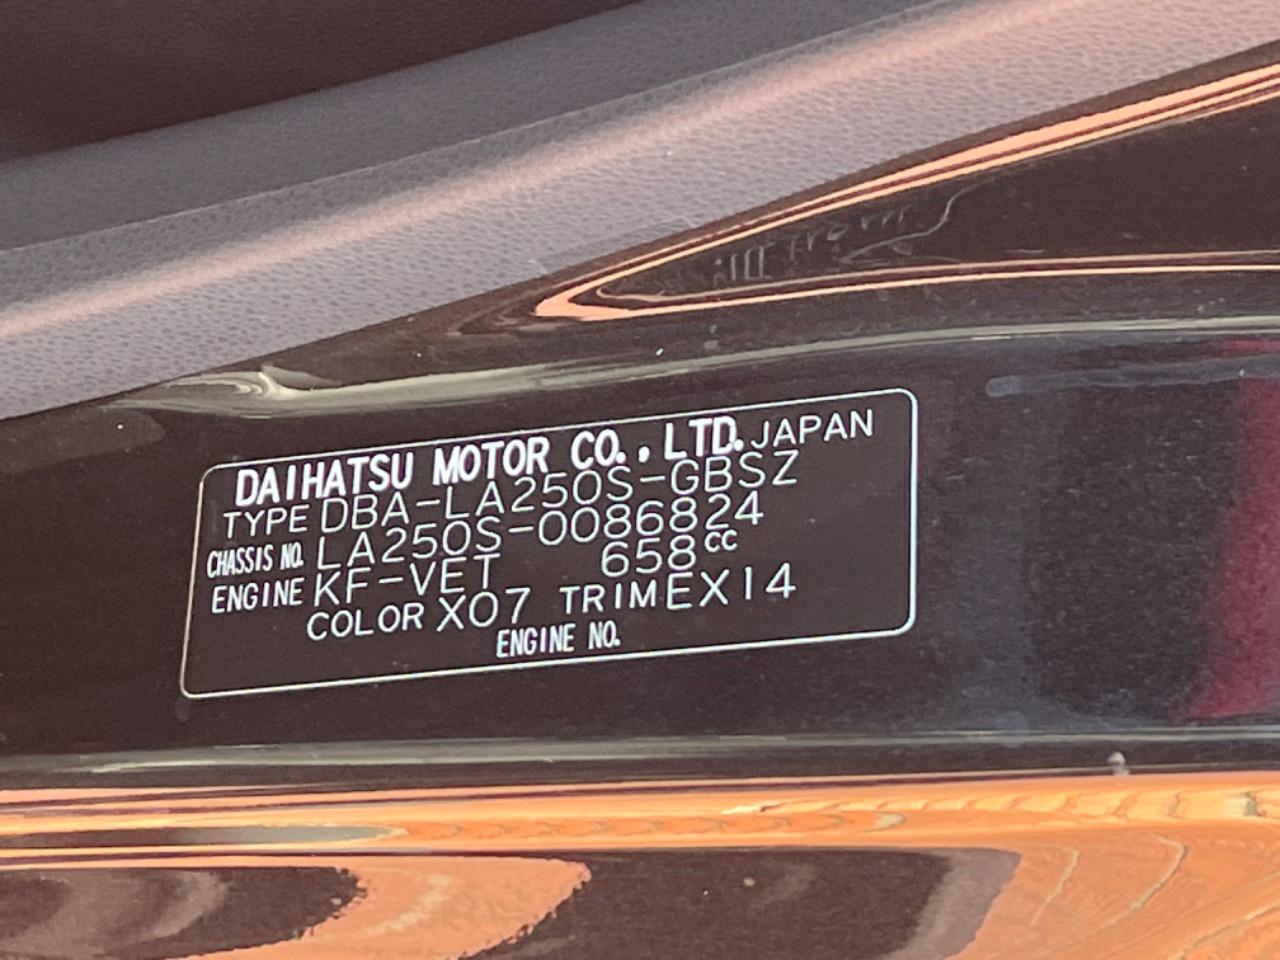 DAIHATSU MOTOR CO., LTD. JAPAN
TYPE DBA-LA250S-GBSZ
CHASSIS NO. LA250S-0086824
ENGINE KF-VET 658cc
COLOR X07 TRIM EX14
ENGINE NO.